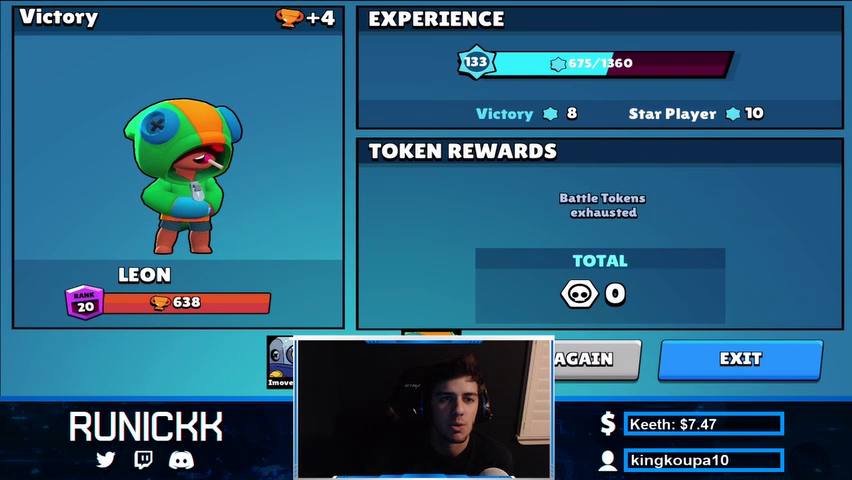 Victory
+4
EXPERIENCE
133
675/1360
Victory 8 Star Player 10
TOKEN REWARDS
Battle Tokens
exhausted
TOTAL
0
LEON
RANK
20
638
Imove
AGAIN
EXIT
RUNICKK
$ Keeth: $7.47
kingkoupa10